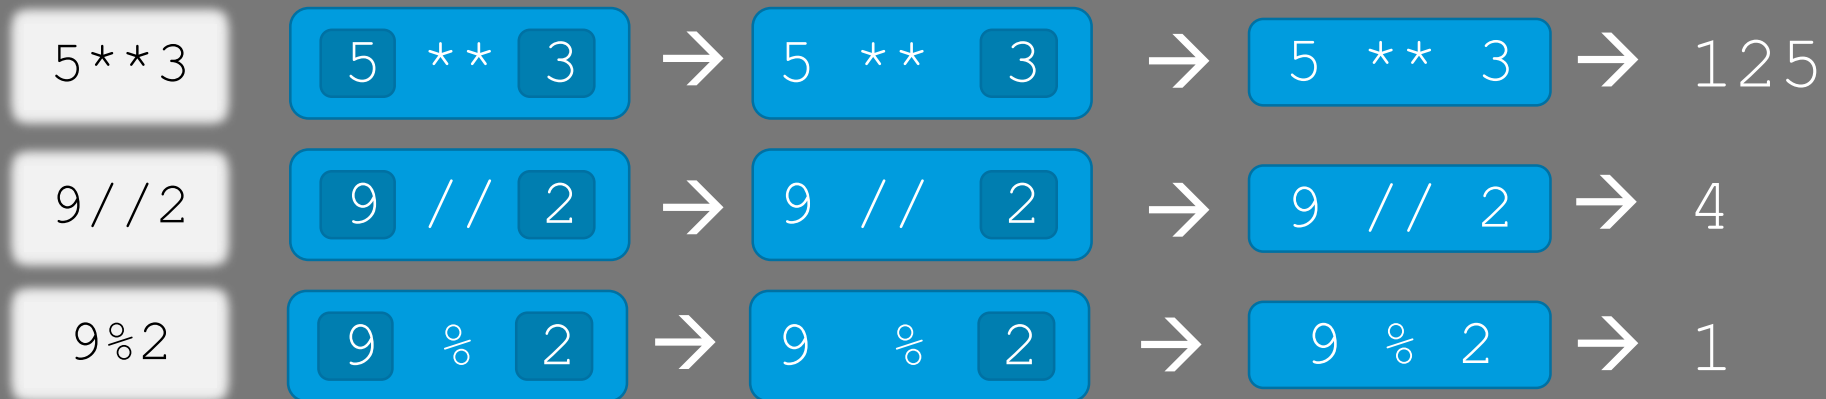 5**3 5 ** 3 → 5 ** 3 → 5 ** 3 → 125
9//2 9 // 2 → 9 // 2 → 9 // 2 → 4
9%2 9 % 2 → 9 % 2 → 9 % 2 → 1